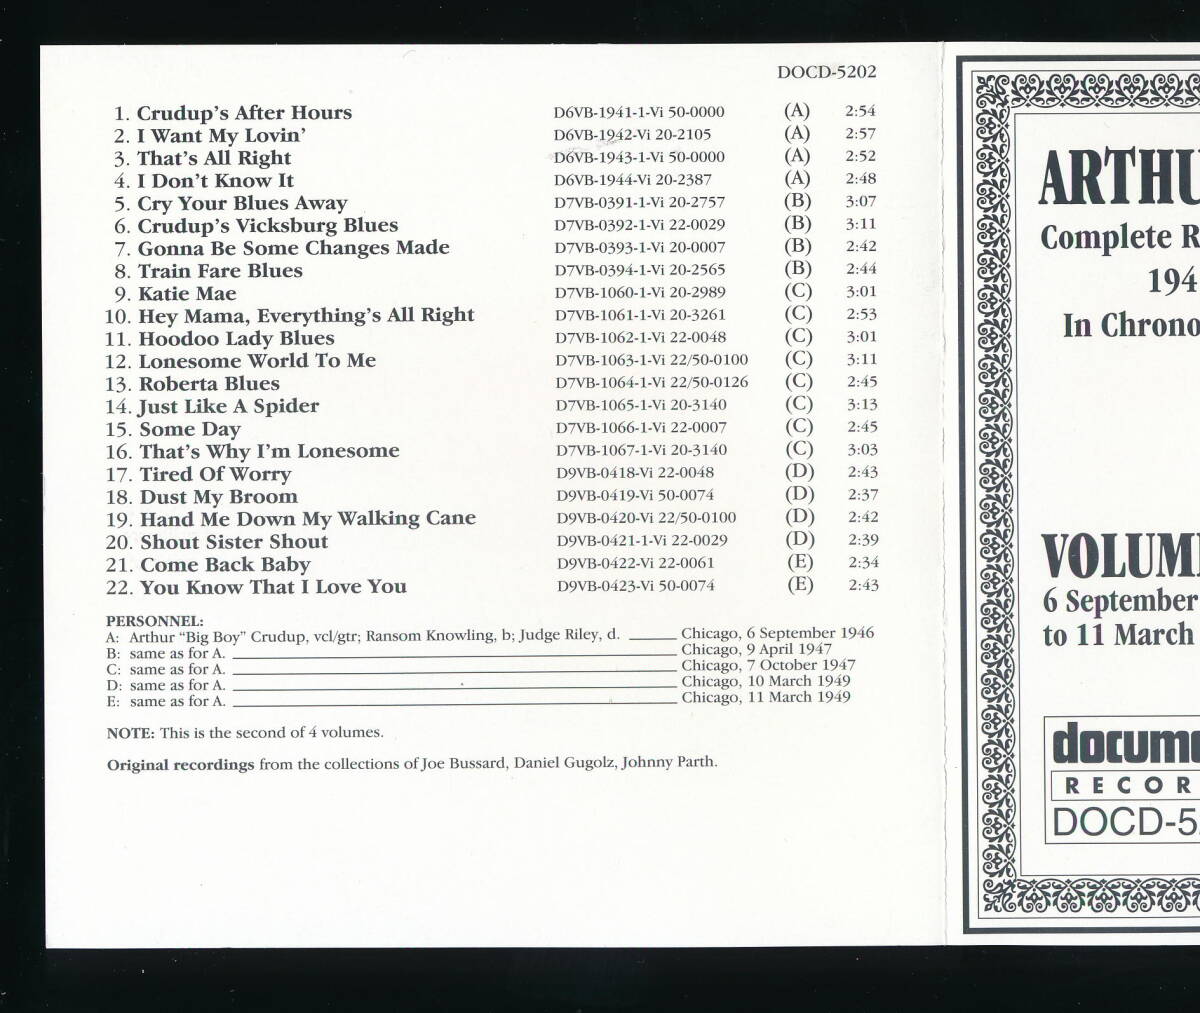 DOCD-5202
1. Crudup's After Hours D6VB-1941-1-Vi 50-0000 (A) 2:54
2. I Want My Lovin' D6VB-1942-Vi 20-2105 (A) 2:57
3. That's All Right D6VB-1943-1-Vi 50-0000 (A) 2:52
4. I Don't Know It D6VB-1944-Vi 20-2387 (A) 2:48
5. Cry Your Blues Away D7VB-0391-1-Vi 20-2757 (B) 3:07
6. Crudup's Vicksburg Blues D7VB-0392-1-Vi 22-0029 (B) 3:11
7. Gonna Be Some Changes Made D7VB-0393-1-Vi 20-0007 (B) 2:42
8. Train Fare Blues D7VB-0394-1-Vi 20-2565 (B) 2:44
9. Katie Mae D7VB-1060-1-Vi 20-2989 (C) 3:01
10. Hey Mama, Everything's All Right D7VB-1061-1-Vi 20-3261 (C) 2:53
11. Hoodoo Lady Blues D7VB-1062-1-Vi 22-0048 (C) 3:01
12. Lonesome World To Me D7VB-1063-1-Vi 22/50-0100 (C) 3:11
13. Roberta Blues D7VB-1064-1-Vi 22/50-0126 (C) 2:45
14. Just Like A Spider D7VB-1065-1-Vi 20-3140 (C) 3:13
15. Some Day D7VB-1066-1-Vi 22-0007 (C) 2:45
16. That's Why I'm Lonesome D7VB-1067-1-Vi 20-3140 (C) 3:03
17. Tired Of Worry D9VB-0418-Vi 22-0048 (D) 2:43
18. Dust My Broom D9VB-0419-Vi 50-0074 (D) 2:37
19. Hand Me Down My Walking Cane D9VB-0420-Vi 22/50-0100 (D) 2:42
20. Shout Sister Shout D9VB-0421-1-Vi 22-0029 (D) 2:39
21. Come Back Baby D9VB-0422-Vi 22-0061 (E) 2:34
22. You Know That I Love You D9VB-0423-Vi 50-0074 (E) 2:43
PERSONNEL:
A: Arthur "Big Boy" Crudup, vcl/gtr; Ransom Knowling, b; Judge Riley, d. Chicago, 6 September 1946
B: same as for A. Chicago, 9 April 1947
C: same as for A. Chicago, 7 October 1947
D: same as for A. Chicago, 10 March 1949
E: same as for A. Chicago, 11 March 1949
NOTE: This is the second of 4 volumes.
Original recordings from the collections of Joe Bussard, Daniel Gugolz, Johnny Parth.
ARTHU
Complete R
194
In Chrono
VOLUM
6 September
to 11 March
docume
RECOR
DOCD-5